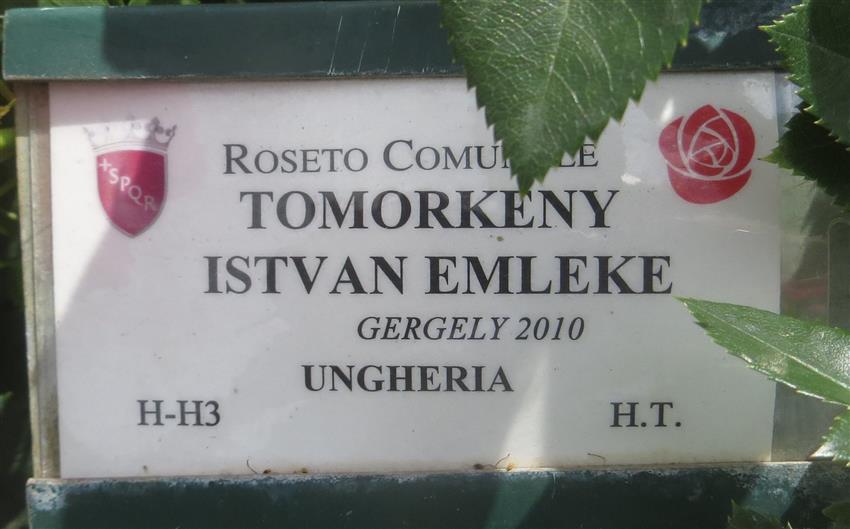 SPQR
ROSETO
TOMORKENY
ISTVAN EMLEKE
GERGELY 2010
UNGHERIA
H-H3 H.T.